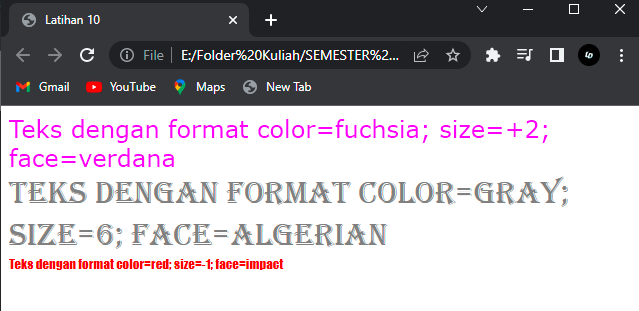 Latihan 10
File E:/Folder%20Kuliah/SEMESTER%2...
Gmail YouTube Maps New Tab
Teks dengan format color=fuchsia; size=+2;
face=verdana
TEKS DENGAN FORMAT COLOR=GRAY;
SIZE=6; FACE=ALGERIAN
Teks dengan format color=red; size=-1; face=impact